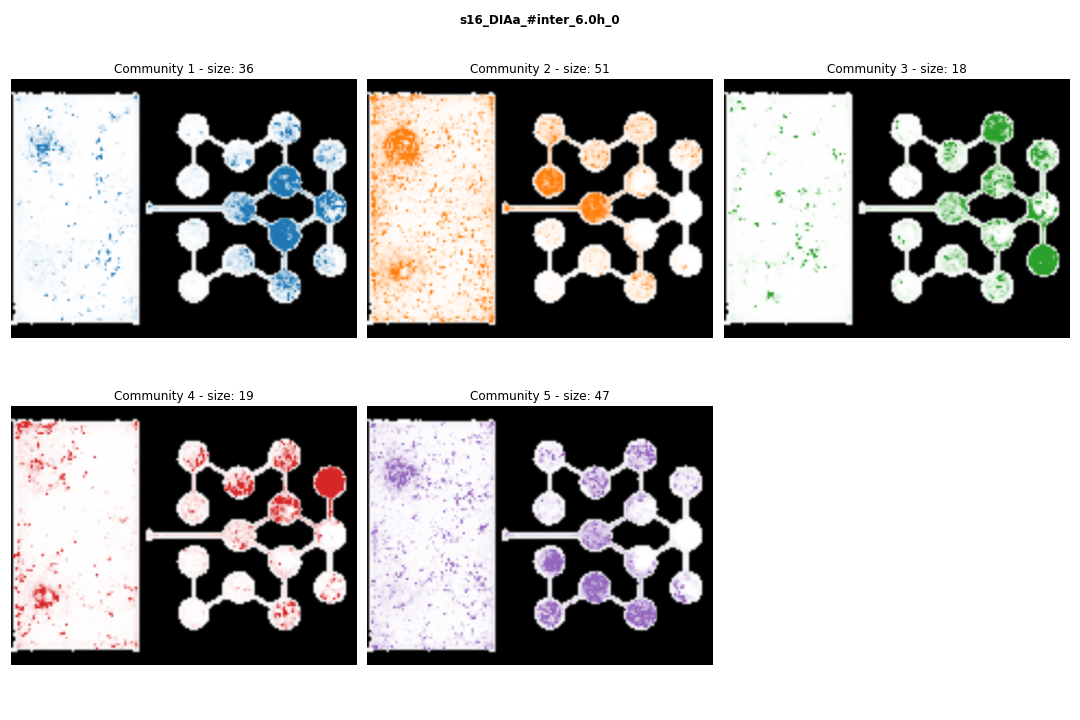 s16_DIAa_#inter_6.0h_0
Community 1 - size: 36
Community 2 - size: 51
Community 3 - size: 18
Community 4 - size: 19
Community 5 - size: 47